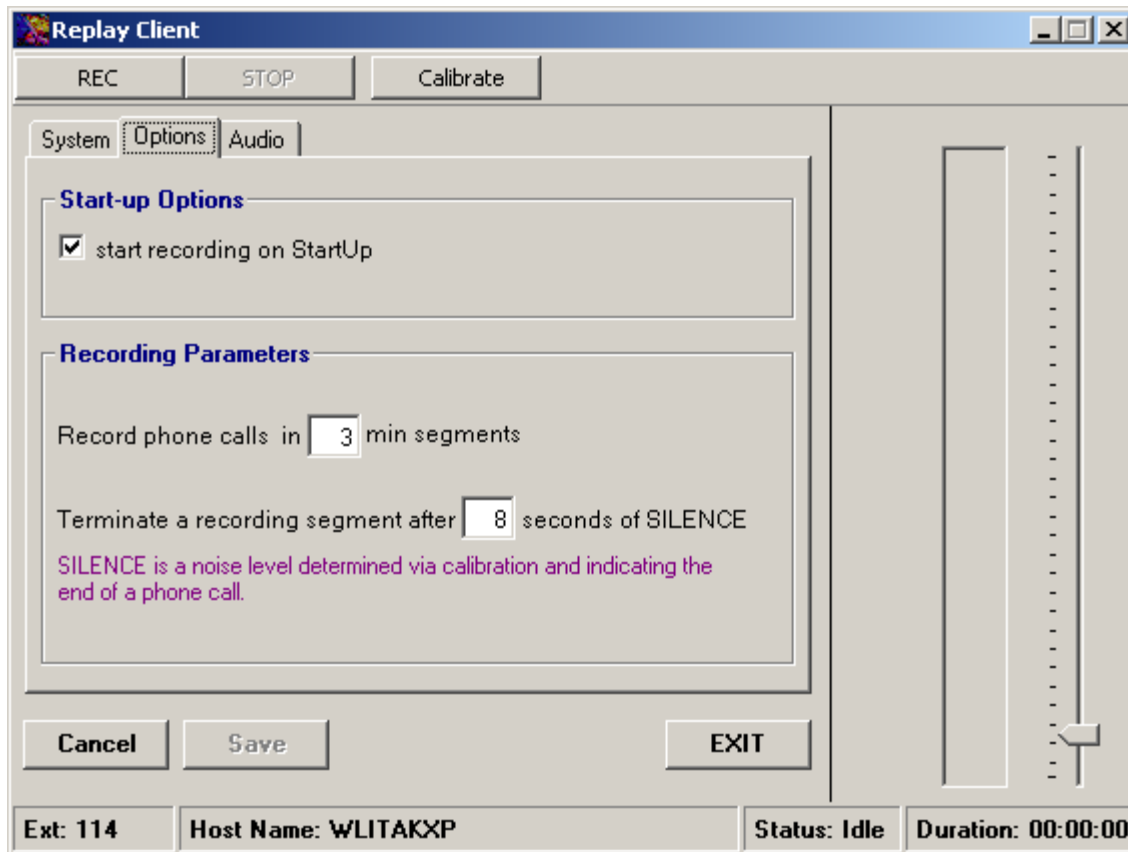 Replay Client
REC STOP Calibrate
System Options Audio
Start-up Options
start recording on StartUp
Recording Parameters
Record phone calls in 3 min segments
Terminate a recording segment after 8 seconds of SILENCE
SILENCE is a noise level determined via calibration and indicating the
end of a phone call.
Cancel Save EXIT
Ext: 114 Host Name: WLITAKXP Status: Idle Duration: 00:00:00